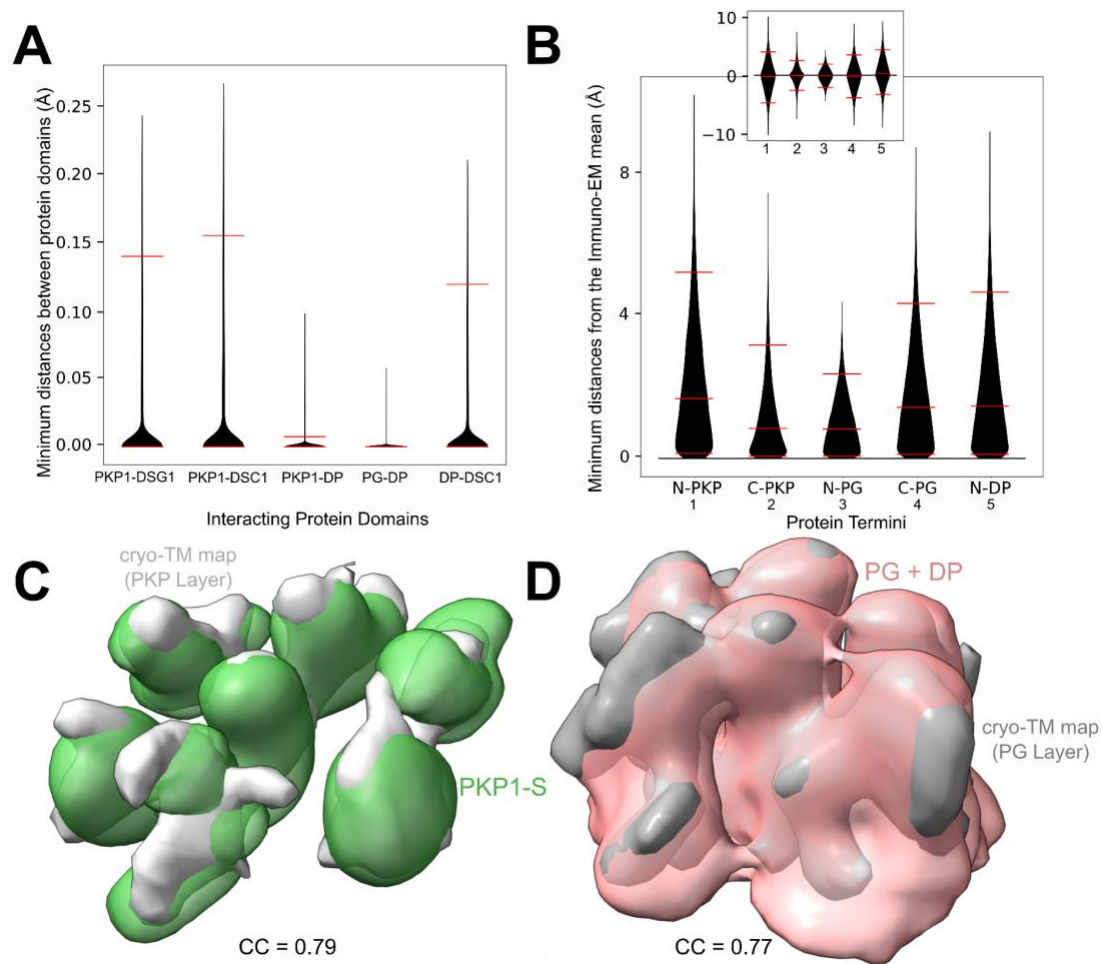 A
Minimum distances between protein domains (Å)
0.25
0.20
0.15
0.10
0.05
0.00
PKP1-DSG1 PKP1-DSC1 PKP1-DP PG-DP DP-DSC1
Interacting Protein Domains
B
10
0
−10
1 2 3 4 5
Minimum distances from the Immuno-EM mean (Å)
8
4
0
N-PKP C-PKP N-PG C-PG N-DP
1 2 3 4 5
Protein Termini
C
cryo-TM map
(PKP Layer)
PKP1-S
CC = 0.79
D
PG + DP
cryo-TM map
(PG Layer)
CC = 0.77